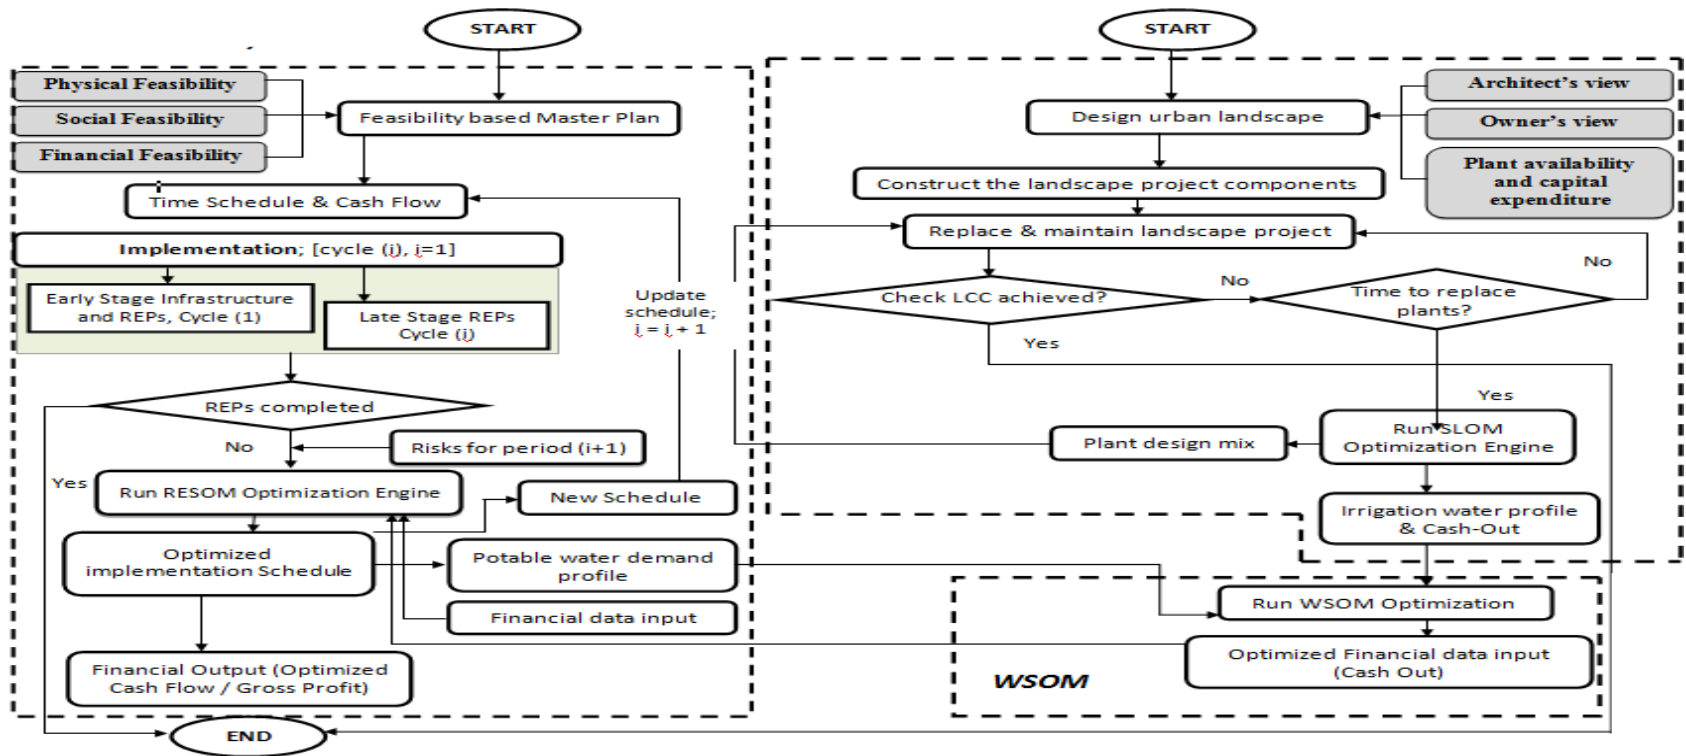 START
Physical Feasibility
Social Feasibility
Financial Feasibility
Feasibility based Master Plan
Time Schedule & Cash Flow
Implementation; [cycle (i), i=1]
Early Stage Infrastructure
and REPs, Cycle (1)
Late Stage REPs
Cycle (i)
Update
schedule;
i = i + 1
REPs completed
No
Risks for period (i+1)
Yes
Run RESOM Optimization Engine
New Schedule
Optimized
implementation Schedule
Potable water demand
profile
Financial data input
Financial Output (Optimized
Cash Flow / Gross Profit)
END
START
Architect's view
Design urban landscape
Owner's view
Plant availability
and capital
expenditure
Construct the landscape project components
Replace & maintain landscape project
No
No
Check LCC achieved?
Time to replace
plants?
Yes
Yes
Plant design mix
Run SLOM
Optimization Engine
Irrigation water profile
& Cash-Out
Run WSOM Optimization
Optimized Financial data input
(Cash Out)
WSOM